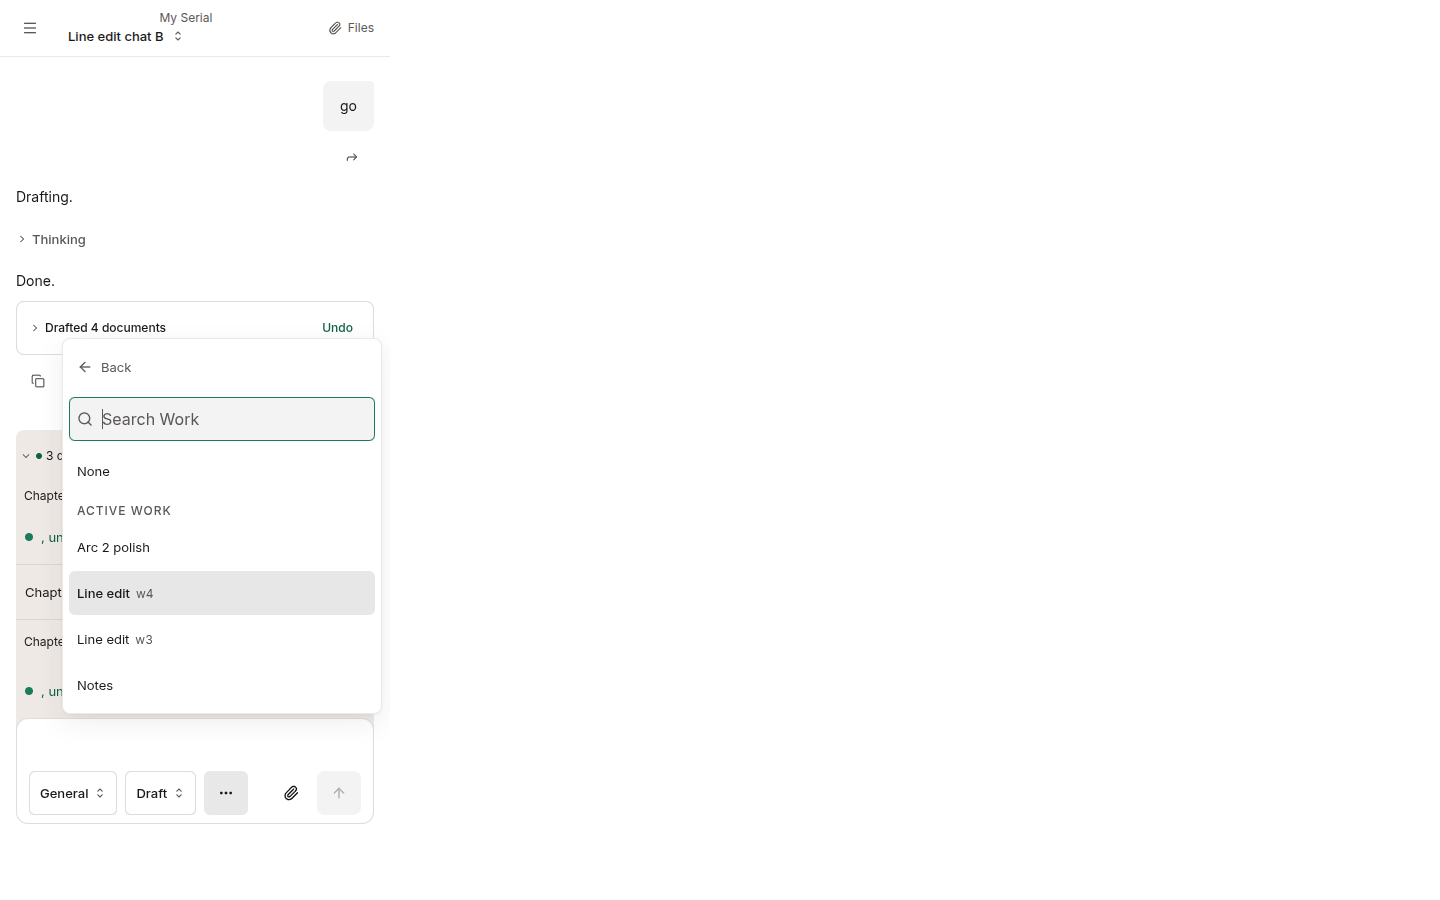 My Serial
Line edit chat B
Files
go
Drafting.
Thinking
Done.
Drafted 4 documents
Undo
Back
Search Work
3
None
ACTIVE WORK
Arc 2 polish
Line edit w4
Line edit w3
Notes
General
Draft